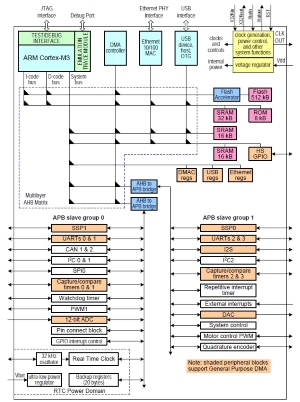 JTAG interface
Debug Port
Ethernet PHY interface
USB interface
XTALIn
XTALout
RST
TEST/DEBUG INTERFACE
EMULATION TRACE MODULE
ARM Cortex-M3
DMA controller
Ethernet 10/100 MAC
USB device, host, OTG
clocks and controls
clock generation, power control, and other system functions
CLK OUT
internal power
voltage regulator
Vdd
I-code bus
D-code bus
System bus
Flash Accelerator
Flash 512 kB
SRAM 32 kB
ROM 8 kB
SRAM 16 kB
SRAM 16 kB
HS GPIO
Multilayer AHB Matrix
DMAC regs
USB regs
Ethernet regs
AHB to APB bridge
AHB to APB bridge
APB slave group 0
APB slave group 1
SSP1
UARTs 0 & 1
CAN 1 & 2
I2C 0 & 1
SPI0
Capture/compare timers 0 & 1
Watchdog timer
PWM1
12-bit ADC
Pin connect block
GPIO interrupt control
SSP0
UARTs 2 & 3
I2S
I2C2
Capture/compare timers 2 & 3
Repetitive interrupt timer
External interrupts
DAC
System control
Motor control PWM
Quadrature encoder
32 kHz oscillator
Real Time Clock
Vbat
ultra-low power regulator
Backup registers (20 bytes)
RTC Power Domain
Note: shaded peripheral blocks support General Purpose DMA